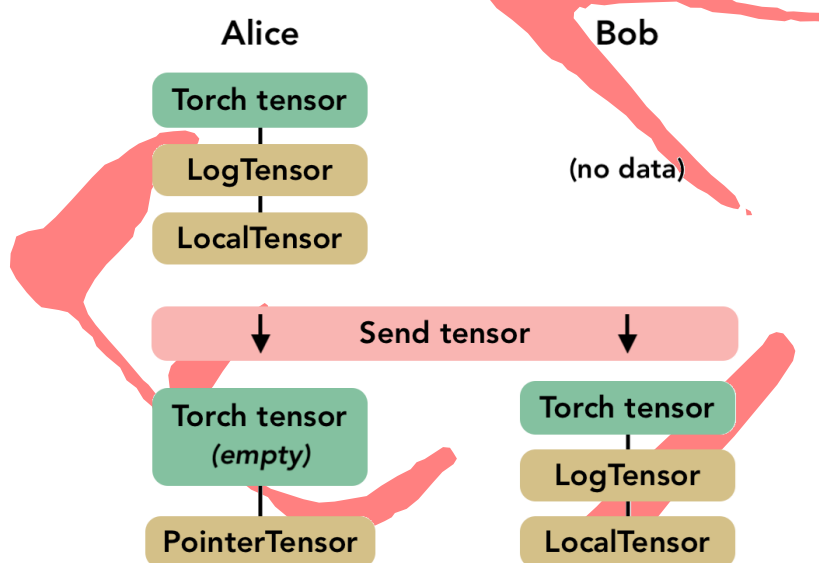 Alice
Bob
Torch tensor
LogTensor
(no data)
LocalTensor
Send tensor
Torch tensor
(empty)
PointerTensor
Torch tensor
LogTensor
LocalTensor